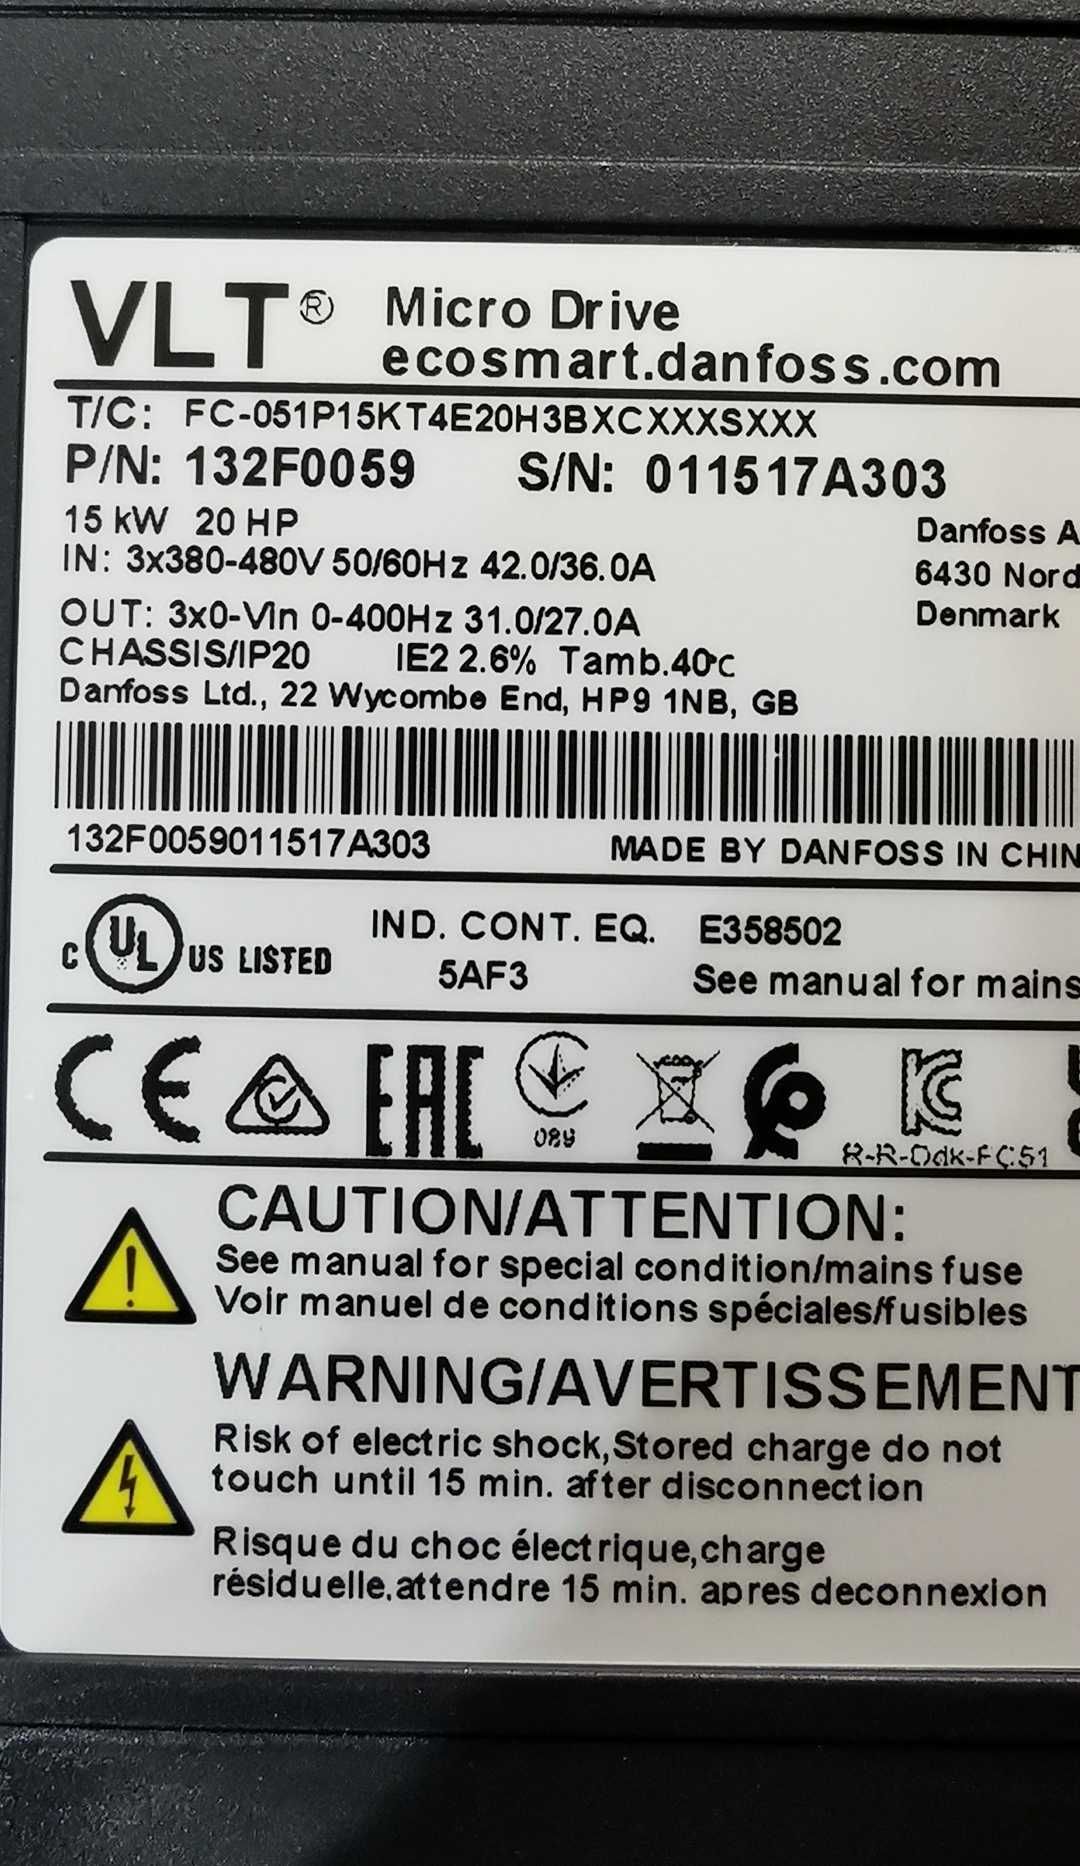 VLT® Micro Drive
ecosmart.danfoss.com
T/C: FC-051P15KT4E20H3BXCXXXSXXX
P/N: 132F0059 S/N: 011517A303
15 kW 20 HP
Danfoss A
IN: 3x380-480V 50/60Hz 42.0/36.0A
6430 Nord
OUT: 3x0-Vin 0-400Hz 31.0/27.0A
Denmark
CHASSIS/IP20 IE2 2.6% Tamb.40°C
Danfoss Ltd., 22 Wycombe End, HP9 1NB, GB
132F0059011517A303 MADE BY DANFOSS IN CHIN
C UL US LISTED IND. CONT. EQ. E358502
5AF3 See manual for mains
CE EAC
089
R-R-Ddk-FC51
CAUTION/ATTENTION:
See manual for special condition/mains fuse
Voir manuel de conditions spéciales/fusibles
WARNING/AVERTISSEMENT
Risk of electric shock,Stored charge do not
touch until 15 min. after disconnection
Risque du choc électrique,charge
résiduelle,attendre 15 min. apres deconnexion